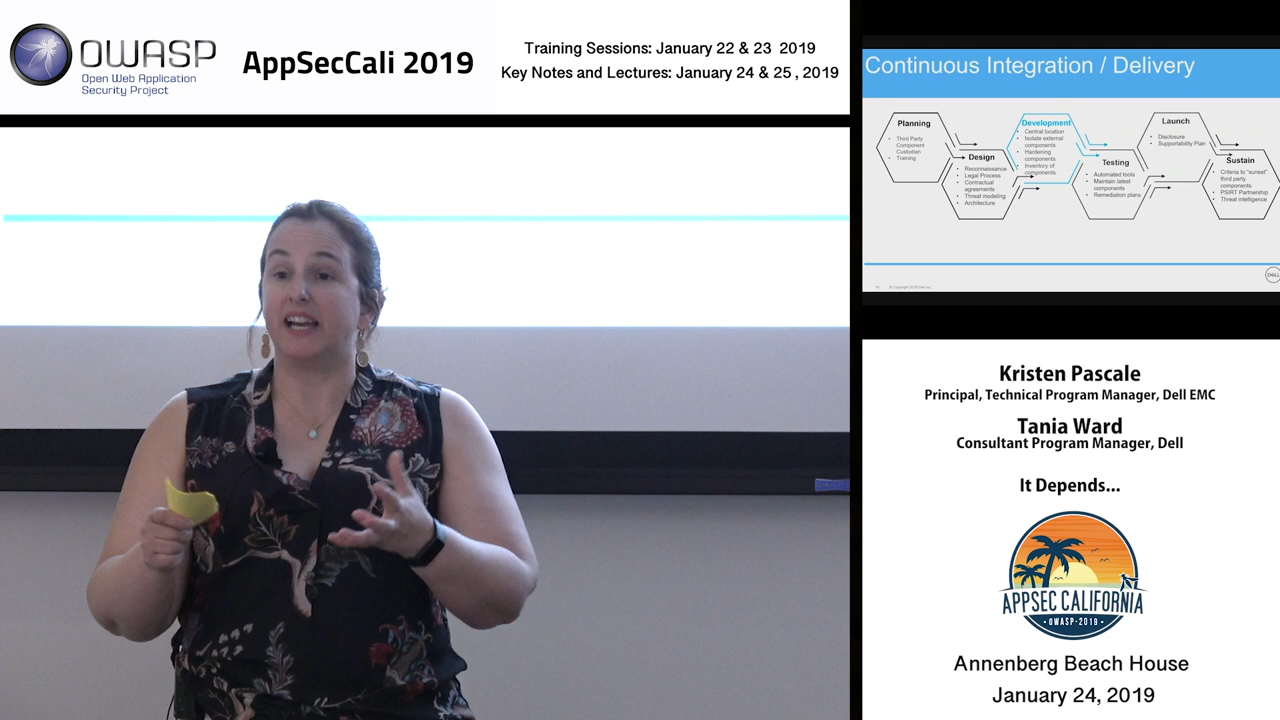 OWASP
Open Web Application
Security Project
AppSecCali 2019
Training Sessions: January 22 & 23 2019
Key Notes and Lectures: January 24 & 25 , 2019
Continuous Integration / Delivery
Planning
• Third Party
Component
Custodian
• Training
Design
• Reconnaissance
• Legal Process
• Contractual
agreements
• Threat modeling
• Architecture
Development
• Central location
• Isolate external
components
• Hardening
components
• Inventory of
components
Testing
• Automated tools
• Maintain latest
components
• Remediation plans
Launch
• Disclosure
• Supportability Plan
Sustain
• Criteria to "sunset"
third party
components
• PSIRT Partnership
• Threat intelligence
DELL
Kristen Pascale
Principal, Technical Program Manager, Dell EMC
Tania Ward
Consultant Program Manager, Dell
It Depends...
APPSEC CALIFORNIA
• OWASP-2019 •
Annenberg Beach House
January 24, 2019